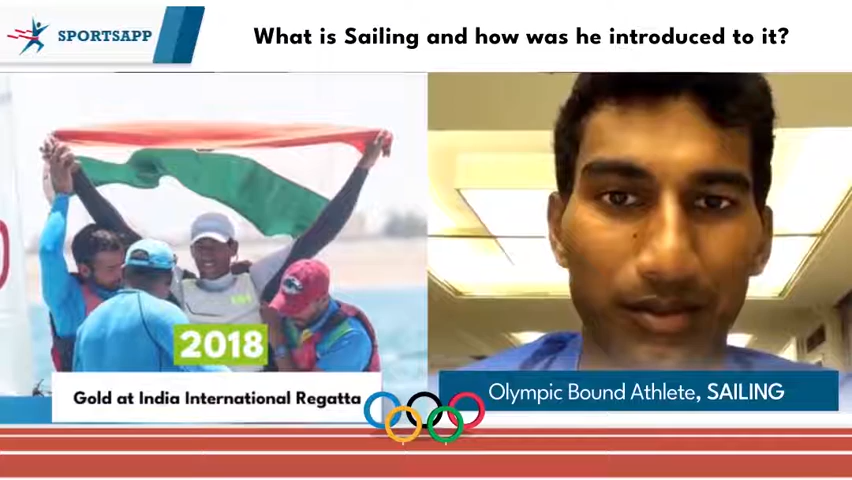 SPORTSAPP
What is Sailing and how was he introduced to it?
2018
Gold at India International Regatta
Olympic Bound Athlete, SAILING